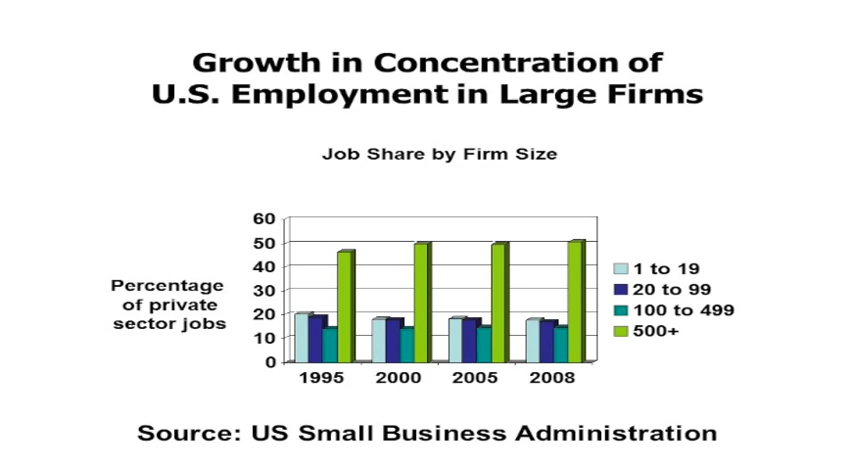 Growth in Concentration of
U.S. Employment in Large Firms
Job Share by Firm Size
Percentage
of private
sector jobs
60
50
40
30
20
10
0
1995 2000 2005 2008
1 to 19
20 to 99
100 to 499
500+
Source: US Small Business Administration